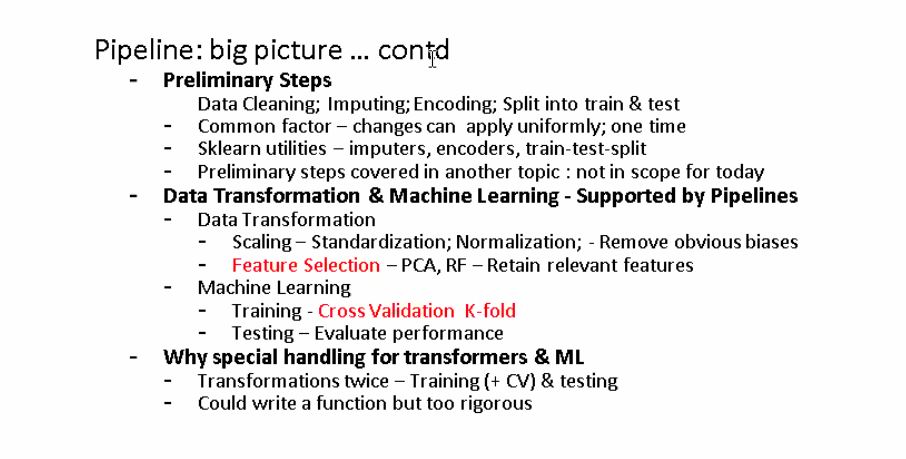 Pipeline: big picture ... contd
- Preliminary Steps
Data Cleaning; Imputing; Encoding; Split into train & test
- Common factor – changes can apply uniformly; one time
- Sklearn utilities – imputers, encoders, train-test-split
- Preliminary steps covered in another topic : not in scope for today
- Data Transformation & Machine Learning - Supported by Pipelines
- Data Transformation
- Scaling – Standardization; Normalization; - Remove obvious biases
- Feature Selection – PCA, RF – Retain relevant features
- Machine Learning
- Training - Cross Validation K-fold
- Testing – Evaluate performance
- Why special handling for transformers & ML
- Transformations twice – Training (+ CV) & testing
- Could write a function but too rigorous